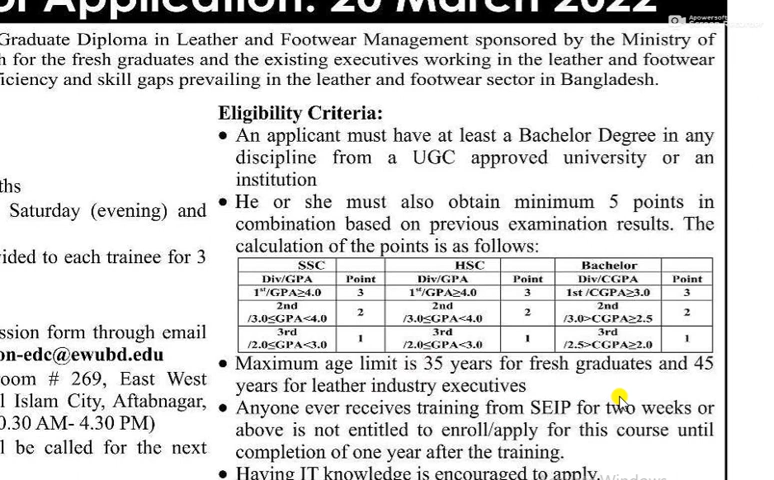 or Application: 20 March 2022
Graduate Diploma in Leather and Footwear Management sponsored by the Ministry of
h for the fresh graduates and the existing executives working in the leather and footwear
iciency and skill gaps prevailing in the leather and footwear sector in Bangladesh.
ths
Saturday (evening) and
vided to each trainee for 3
ssion form through email
on-edc@ewubd.edu
room # 269, East West
l Islam City, Aftabnagar,
0.30 AM- 4.30 PM)
l be called for the next
Eligibility Criteria:
• An applicant must have at least a Bachelor Degree in any
discipline from a UGC approved university or an
institution
• He or she must also obtain minimum 5 points in
combination based on previous examination results. The
calculation of the points is as follows:
SSC HSC Bachelor
Div/GPA Point Div/GPA Point Div/CGPA Point
1st/GPA≥4.0 3 1st/GPA≥4.0 3 1st /CGPA≥3.0 3
2nd 2nd 2nd
/3.0≤GPA<4.0 2 /3.0≤GPA<4.0 2 /3.0>CGPA≥2.5 2
3rd 3rd 3rd
/2.0≤GPA<3.0 1 /2.0≤GPA<3.0 1 /2.5>CGPA≥2.0 1
• Maximum age limit is 35 years for fresh graduates and 45
years for leather industry executives
• Anyone ever receives training from SEIP for two weeks or
above is not entitled to enroll/apply for this course until
completion of one year after the training.
• Having IT knowledge is encouraged to apply.